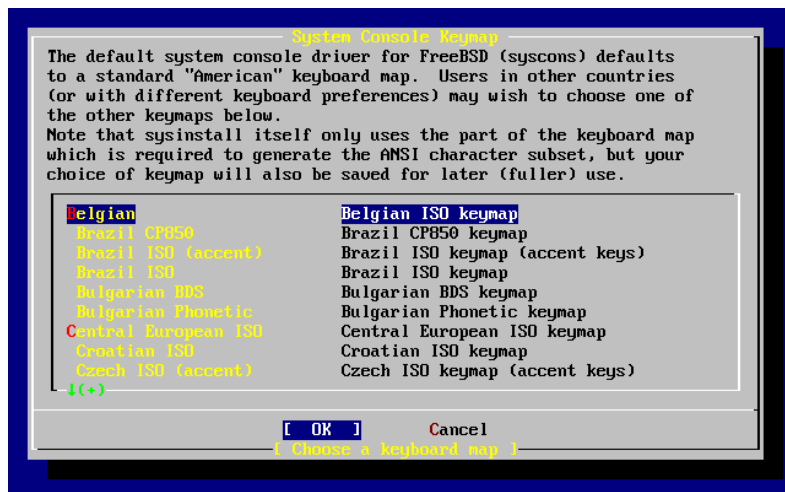 System Console Keymap
The default system console driver for FreeBSD (syscons) defaults
to a standard "American" keyboard map.  Users in other countries
(or with different keyboard preferences) may wish to choose one of
the other keymaps below.
Note that sysinstall itself only uses the part of the keyboard map
which is required to generate the ANSI character subset, but your
choice of keymap will also be saved for later (fuller) use.
Belgian Belgian ISO keymap
Brazil CP850 Brazil CP850 keymap
Brazil ISO (accent) Brazil ISO keymap (accent keys)
Brazil ISO Brazil ISO keymap
Bulgarian BDS Bulgarian BDS keymap
Bulgarian Phonetic Bulgarian Phonetic keymap
Central European ISO Central European ISO keymap
Croatian ISO Croatian ISO keymap
Czech ISO (accent) Czech ISO keymap (accent keys)
↓(+)
[ OK ] Cancel
[ Choose a keyboard map ]